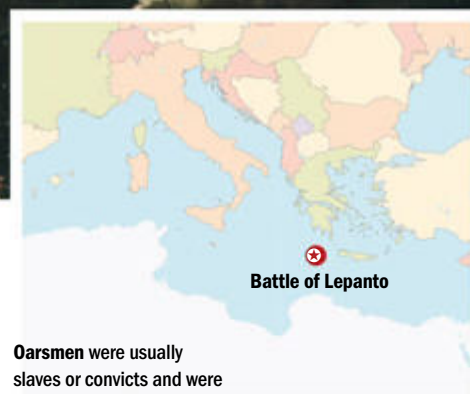 Battle of Lepanto
Oarsmen were usually
slaves or convicts and were